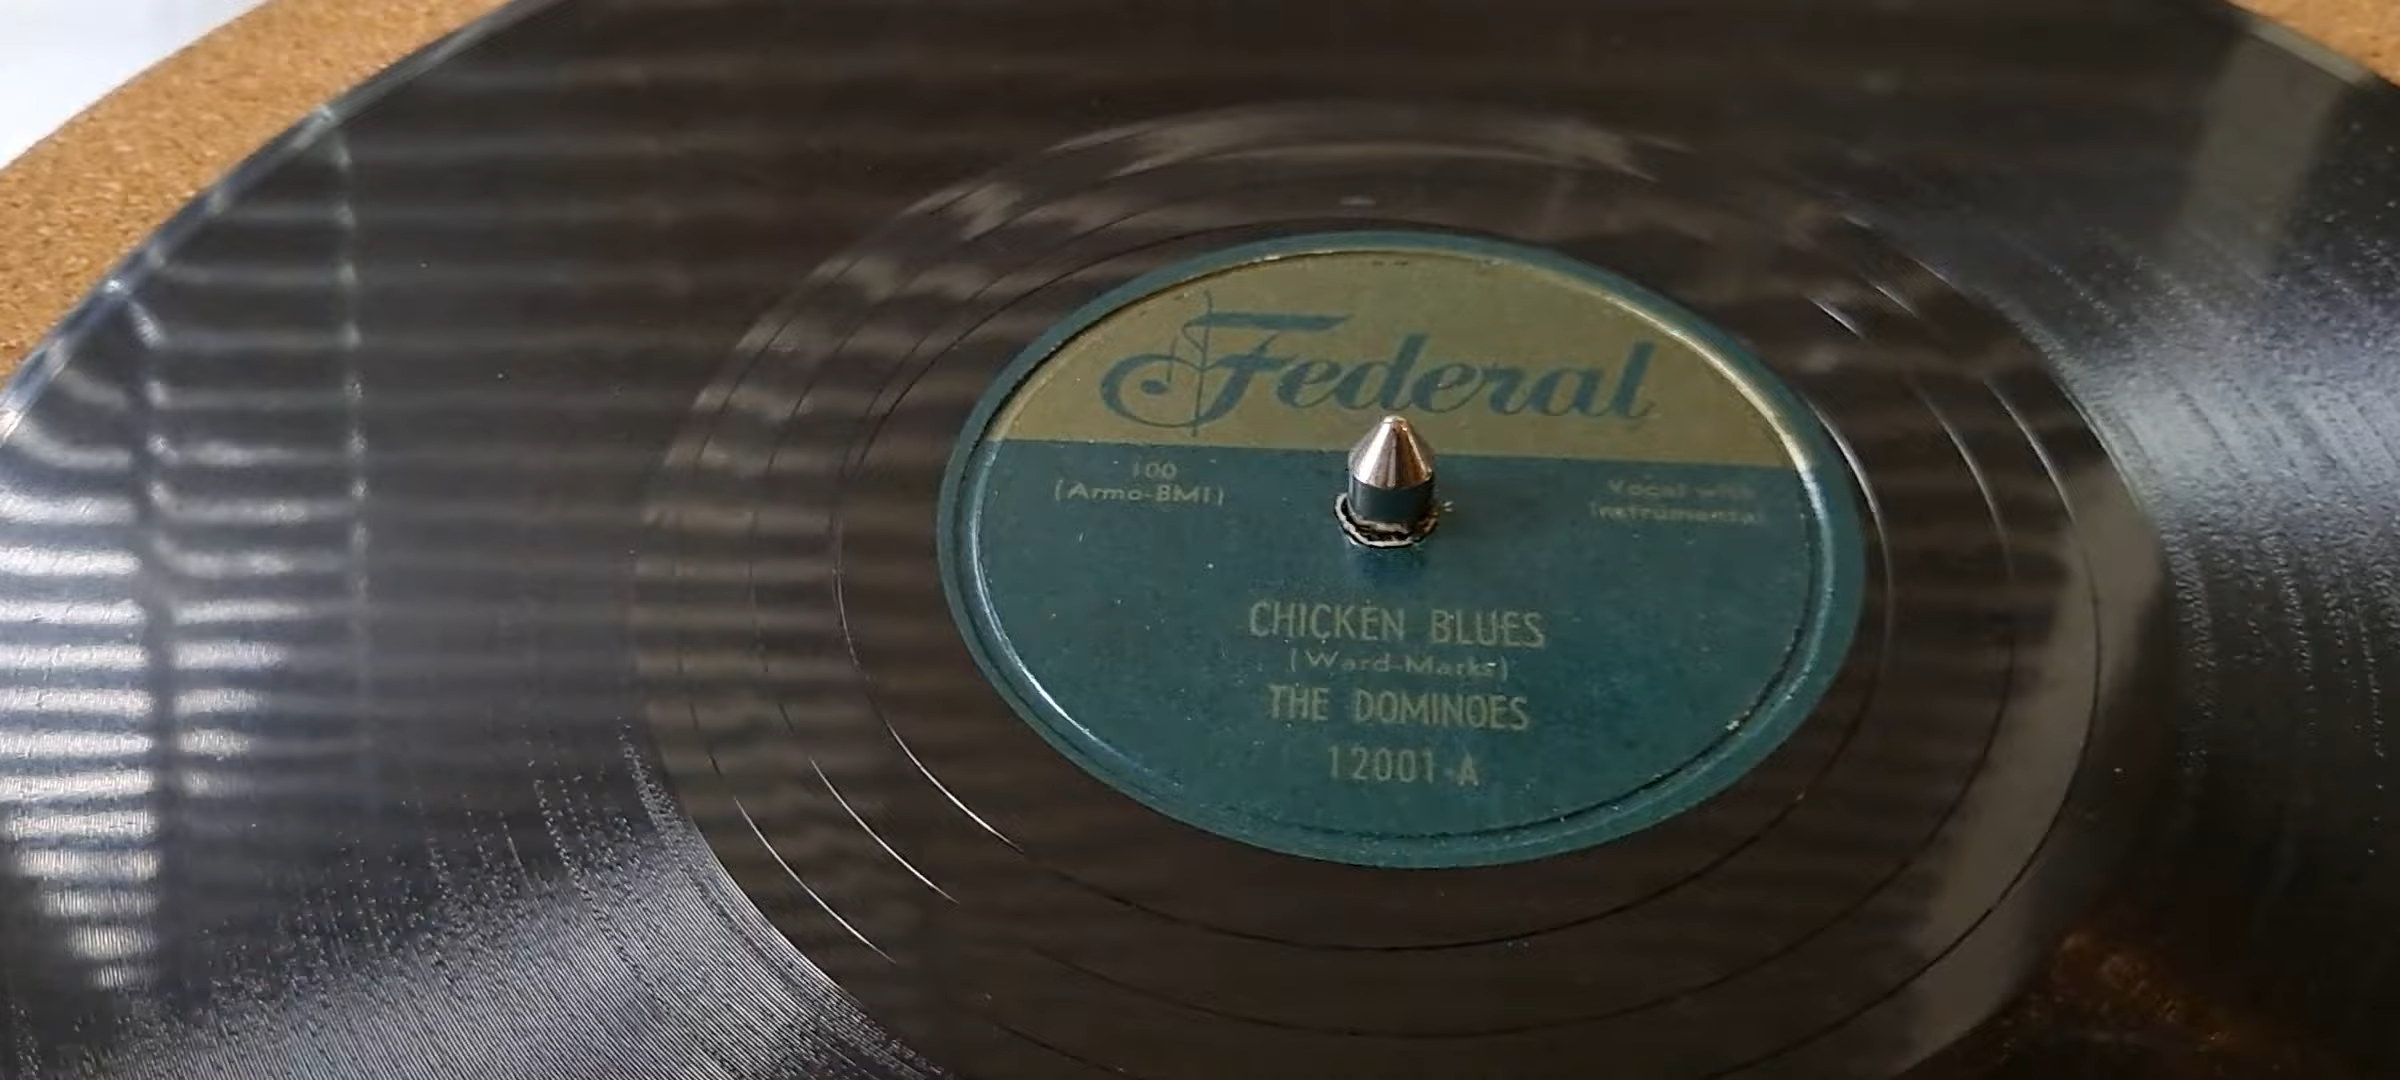 Federal
100
(Armo-BMI)
Vocal with
Instrumental
CHICKEN BLUES
(Ward-Marks)
THE DOMINOES
12001-A